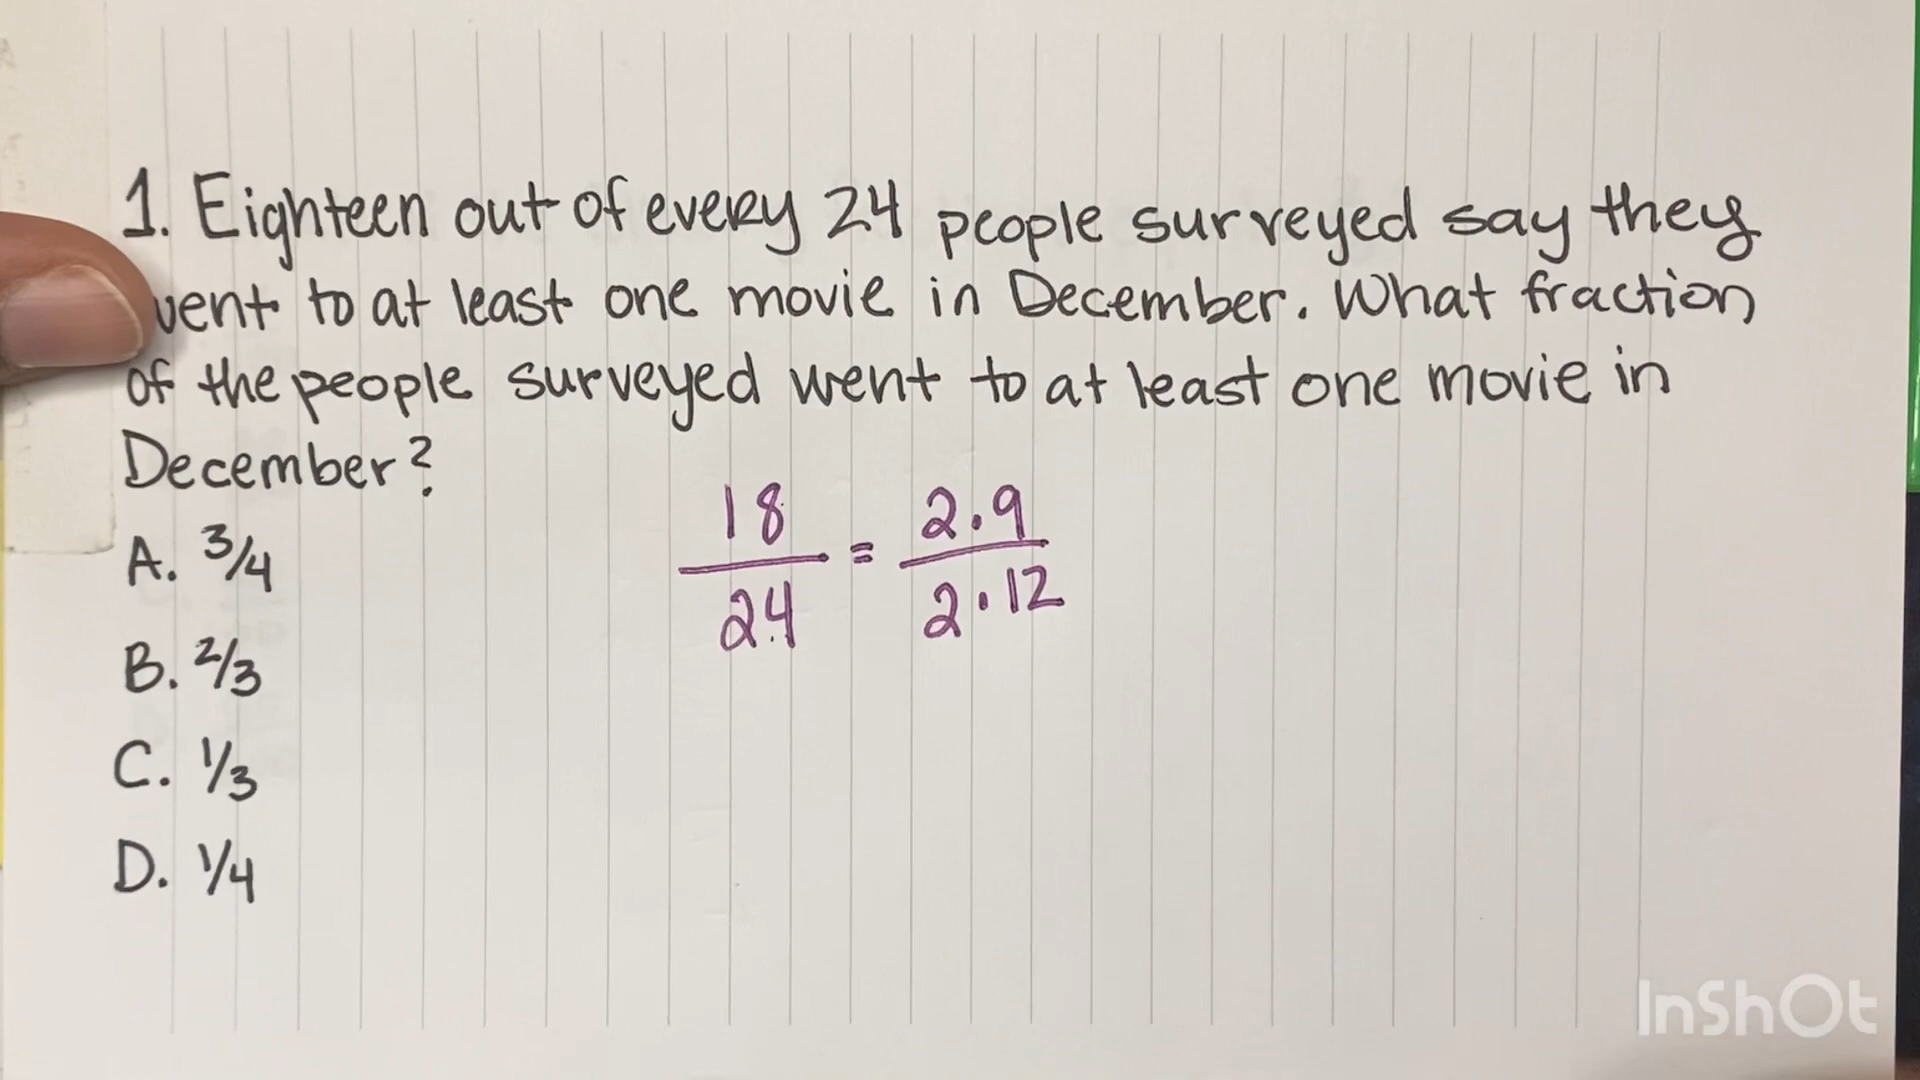 1. Eighteen out of every 24 people surveyed say they
went to at least one movie in December. What fraction
of the people surveyed went to at least one movie in
December?
18/24 = 2·9/2·12
A. 3/4
B. 2/3
C. 1/3
D. 1/4
InShOt